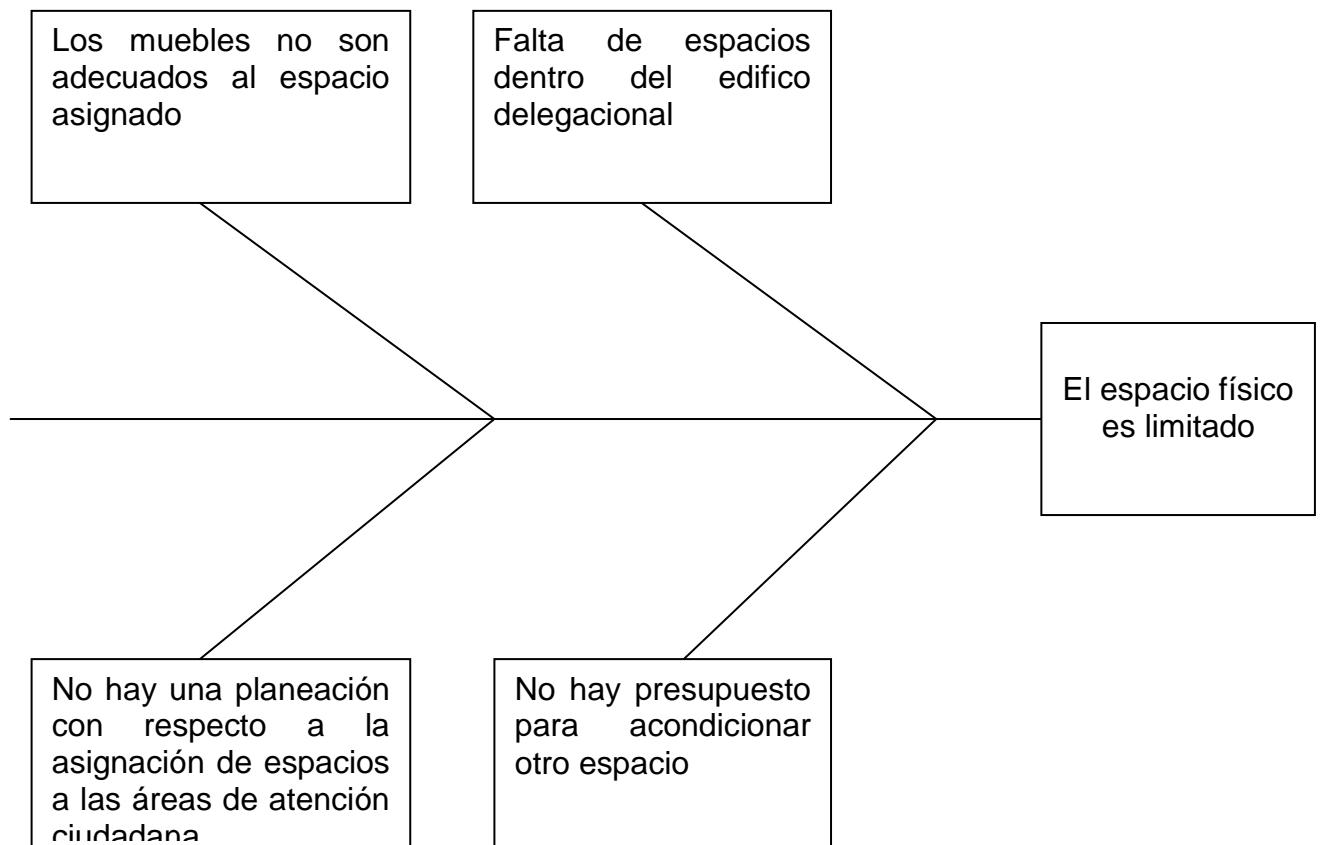 Los muebles no son
adecuados al espacio
asignado
Falta de espacios
dentro del edifico
delegacional
El espacio físico
es limitado
No hay una planeación
con respecto a la
asignación de espacios
a las áreas de atención
ciudadana
No hay presupuesto
para acondicionar
otro espacio